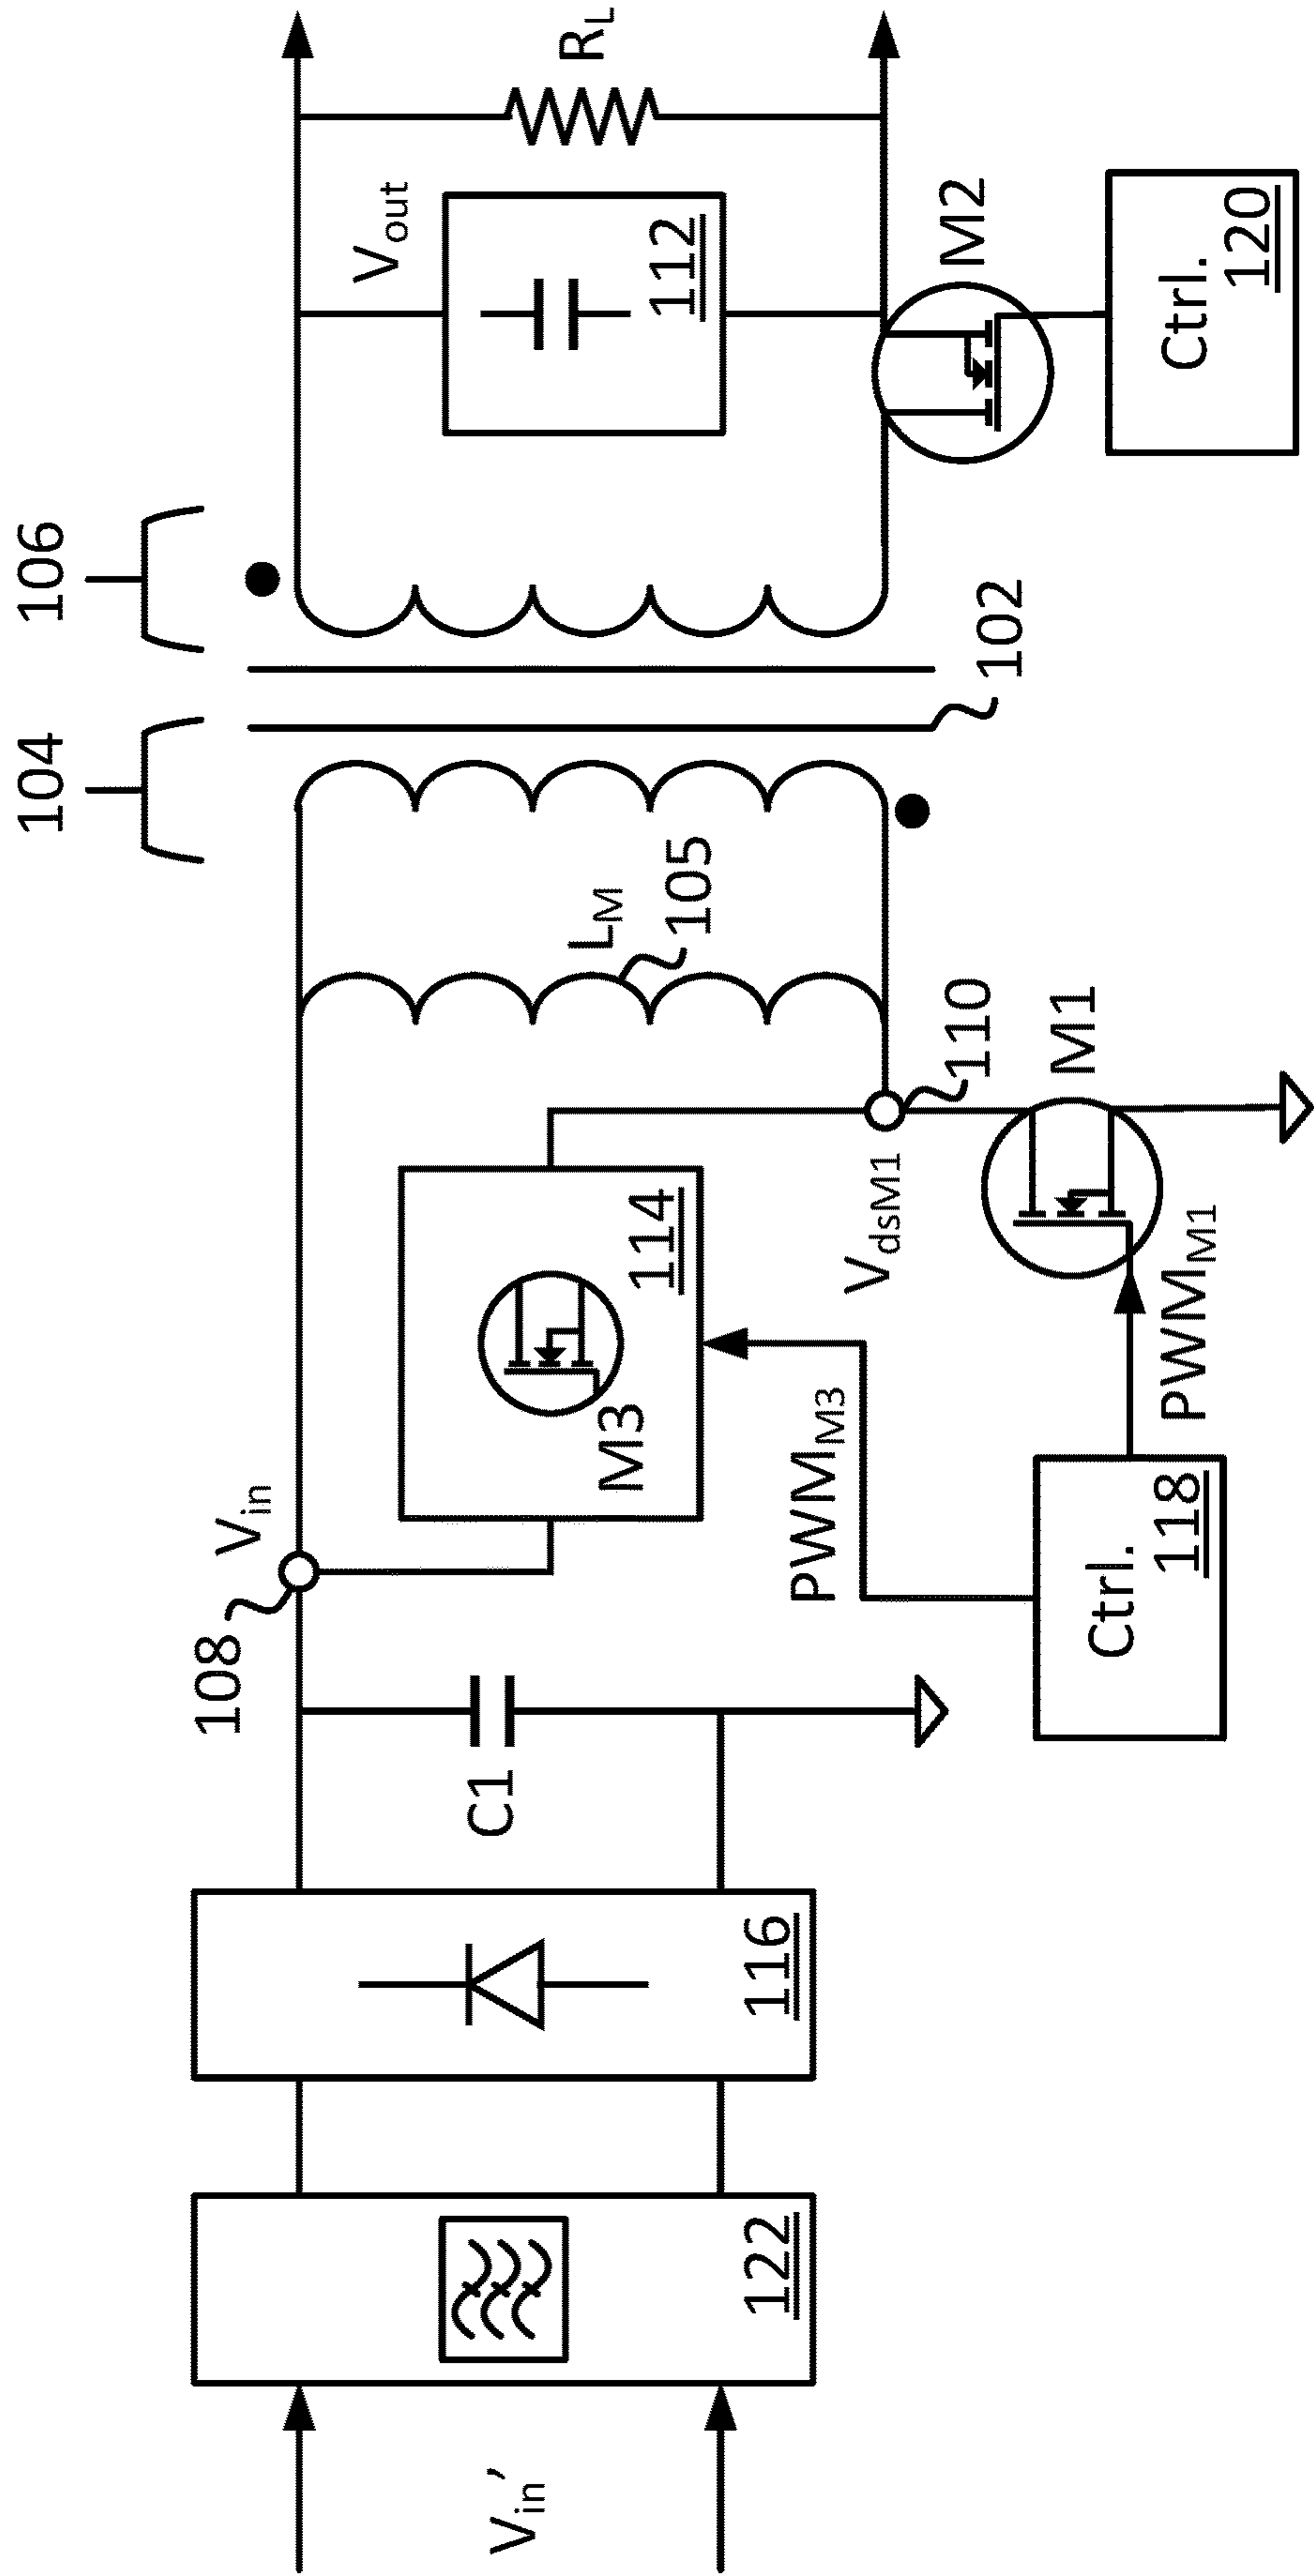 104
106
V_in
108
V_out
R_L
L_M
105
112
V_in'
C1
M3
114
122
116
PWM_M3
V_dsM1
110
102
M2
Ctrl.
118
PWM_M1
M1
Ctrl.
120